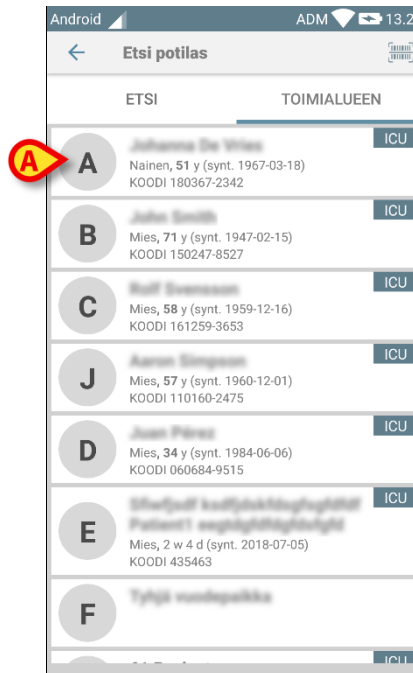 Android ADM 13.2
Etsi potilas
ETSI TOIMIALUEEN
ICU
A
A
Nainen, 51 y (synt. 1967-03-18)
KOODI 180367-2342
ICU
B
Mies, 71 y (synt. 1947-02-15)
KOODI 150247-8527
ICU
C
Mies, 58 y (synt. 1959-12-16)
KOODI 161259-3653
ICU
J
Mies, 57 y (synt. 1960-12-01)
KOODI 110160-2475
ICU
D
Mies, 34 y (synt. 1984-06-06)
KOODI 060684-9515
ICU
E
Mies, 2 w 4 d (synt. 2018-07-05)
KOODI 435463
F
ICU